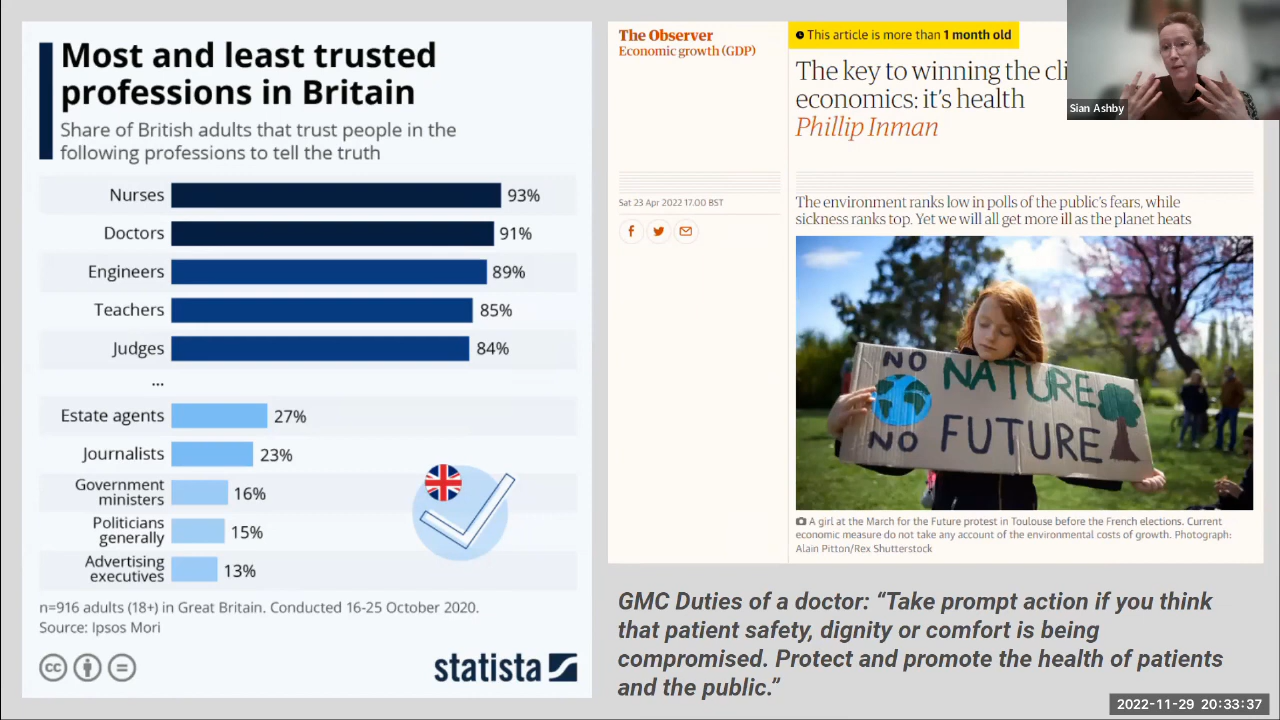 Most and least trusted
professions in Britain
Share of British adults that trust people in the
following professions to tell the truth
Nurses 93%
Doctors 91%
Engineers 89%
Teachers 85%
Judges 84%
...
Estate agents 27%
Journalists 23%
Government
ministers 16%
Politicians
generally 15%
Advertising
executives 13%
n=916 adults (18+) in Great Britain. Conducted 16-25 October 2020.
Source: Ipsos Mori
cc
statista
The Observer
Economic growth (GDP)
Sat 23 Apr 2022 17.00 BST
This article is more than 1 month old
The key to winning the
economics: it's health
Phillip Inman
The environment ranks low in polls of the public's fears, while
sickness ranks top. Yet we will all get more ill as the planet heats
NO NATURE
NO FUTURE
A girl at the March for the Future protest in Toulouse before the French elections. Current
economic measure do not take any account of the environmental costs of growth. Photograph:
Alain Pitton/Rex Shutterstock
GMC Duties of a doctor: “Take prompt action if you think
that patient safety, dignity or comfort is being
compromised. Protect and promote the health of patients
and the public.”
Sian Ashby
2022-11-29 20:33:37